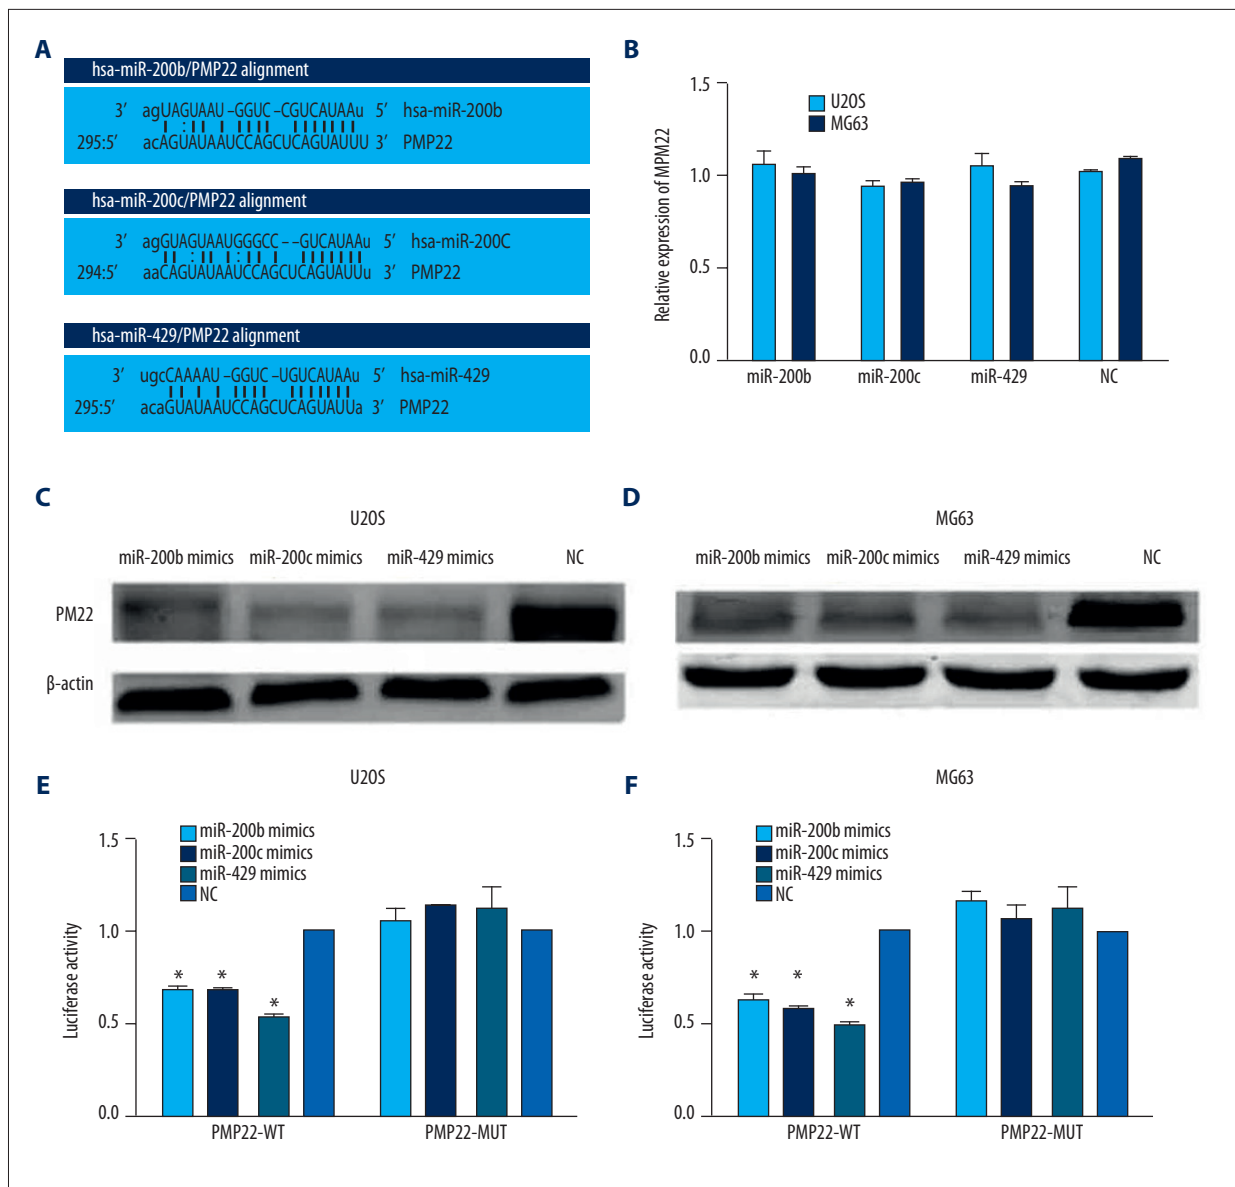 A
hsa-miR-200b/PMP22 alignment
3′ agUAGUAAU –GGUC –CGUCAUAAu 5′ hsa-miR-200b
295:5′ acAGUAUAAUCCAGCUCAGUAUUU 3′ PMP22
hsa-miR-200c/PMP22 alignment
3′ agGUAGUAAUGGGCC – –GUCAUAAu 5′ hsa-miR-200C
294:5′ aaCAGUAUAAUCCAGCUCAGUAUUu 3′ PMP22
hsa-miR-429/PMP22 alignment
3′ ugcCAAAAU –GGUC –UGUCAUAAu 5′ hsa-miR-429
295:5′ acaGUAUAAUCCAGCUCAGUAUUa 3′ PMP22
B
Relative expression of MPM22
1.5
1.0
0.5
0.0
U2OS
MG63
miR-200b miR-200c miR-429 NC
C
U2OS
miR-200b mimics miR-200c mimics miR-429 mimics NC
PM22
β-actin
D
MG63
miR-200b mimics miR-200c mimics miR-429 mimics NC
E
U2OS
Luciferase activity
1.5
1.0
0.5
0.0
miR-200b mimics
miR-200c mimics
miR-429 mimics
NC
* * *
PMP22-WT PMP22-MUT
F
MG63
Luciferase activity
1.5
1.0
0.5
0.0
miR-200b mimics
miR-200c mimics
miR-429 mimics
NC
* * *
PMP22-WT PMP22-MUT